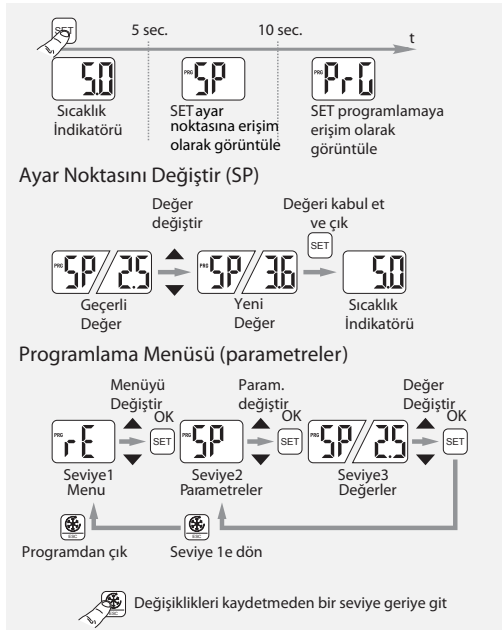 SET
5 sec.
10 sec.
t
5.0
PRG SP
PRG PrG
Sıcaklık
İndikatörü
SET ayar
noktasına erişim
olarak görüntüle
SET programlamaya
erişim olarak
görüntüle
Ayar Noktasını Değiştir (SP)
Değer
değiştir
Değeri kabul et
ve çık
SET
PRG SP/2.5
PRG SP/3.6
5.0
Geçerli
Değer
Yeni
Değer
Sıcaklık
İndikatörü
Programlama Menüsü (parametreler)
Menüyü
Değiştir
OK
Param.
değiştir
OK
Değer
Değiştir
OK
PRG rE
SET
PRG SP
SET
PRG SP/2.5
SET
Seviye1
Menu
Seviye2
Parametreler
Seviye3
Değerler
ESC
ESC
Programdan çık
Seviye 1e dön
ESC
Değişiklikleri kaydetmeden bir seviye geriye git